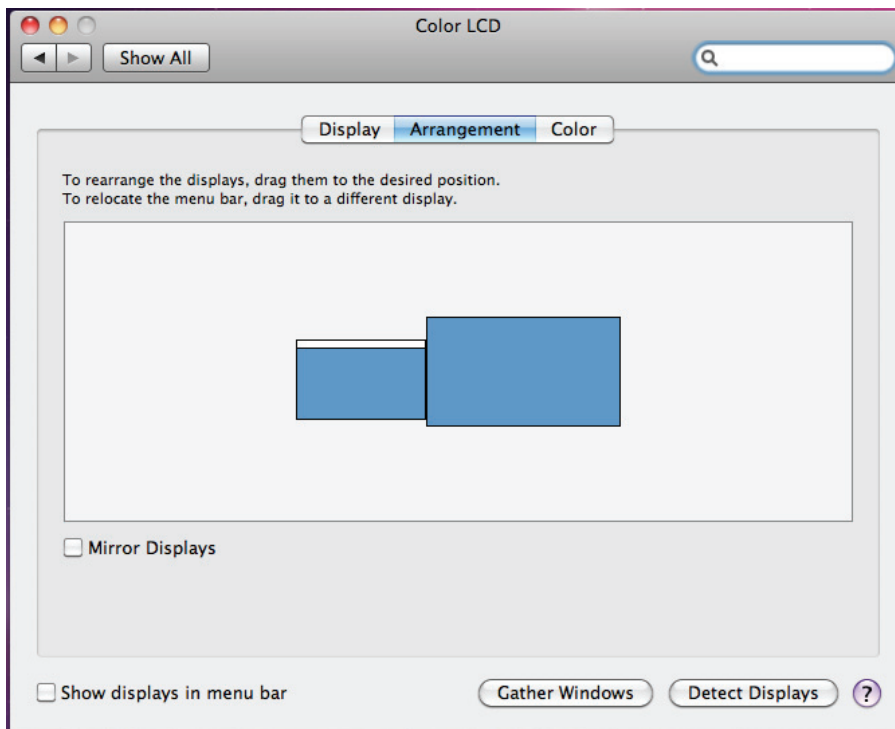 Color LCD
Show All
Display Arrangement Color
To rearrange the displays, drag them to the desired position.
To relocate the menu bar, drag it to a different display.
Mirror Displays
Show displays in menu bar Gather Windows Detect Displays ?